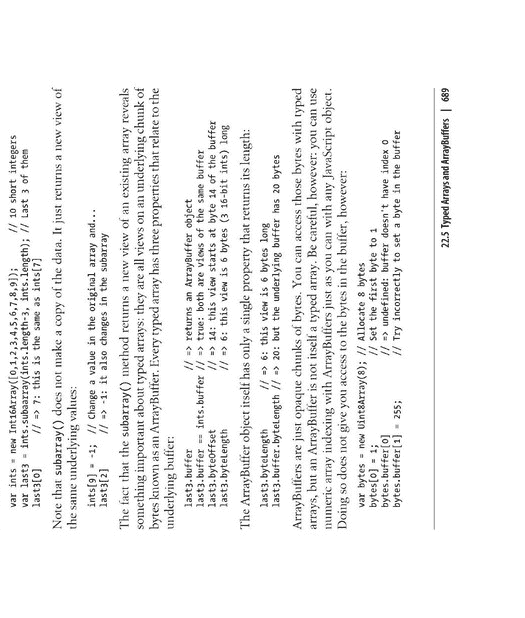 var ints = new Int16Array([0,1,2,3,4,5,6,7,8,9]); // 10 short integers
var last3 = ints.subaarray(ints.length-3, ints.length); // Last 3 of them
last3[0] // => 7: this is the same as ints[7]
Note that subarray() does not make a copy of the data. It just returns a new view of
the same underlying values:
ints[9] = -1; // Change a value in the original array and...
last3[2] // => -1: it also changes in the subarray
The fact that the subarray() method returns a new view of an existing array reveals
something important about typed arrays: they are all views on an underlying chunk of
bytes known as an ArrayBuffer. Every typed array has three properties that relate to the
underlying buffer:
last3.buffer // => returns an ArrayBuffer object
last3.buffer == ints.buffer // => true: both are views of the same buffer
last3.byteOffset // => 14: this view starts at byte 14 of the buffer
last3.byteLength // => 6: this view is 6 bytes (3 16-bit ints) long
The ArrayBuffer object itself has only a single property that returns its length:
last3.byteLength // => 6: this view is 6 bytes long
last3.buffer.byteLength // => 20: but the underlying buffer has 20 bytes
ArrayBuffers are just opaque chunks of bytes. You can access those bytes with typed
arrays, but an ArrayBuffer is not itself a typed array. Be careful, however: you can use
numeric array indexing with ArrayBuffers just as you can with any JavaScript object.
Doing so does not give you access to the bytes in the buffer, however:
var bytes = new Uint8Array(8); // Allocate 8 bytes
bytes[0] = 1; // Set the first byte to 1
bytes.buffer[0] // => undefined: buffer doesn't have index 0
bytes.buffer[1] = 255; // Try incorrectly to set a byte in the buffer
22.5 Typed Arrays and ArrayBuffers | 689